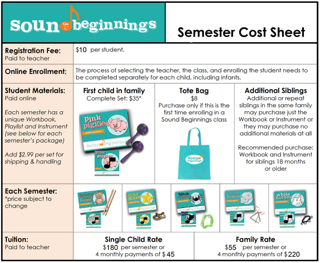 soun beginnings
Semester Cost Sheet
Registration Fee:
Paid to teacher
$10 per student.
Online Enrollment:
The process of selecting the teacher, the class, and enrolling the student needs to
be completed separately for each child, including infants.
Student Materials:
Paid online
Each semester has a
unique Workbook,
Playlist and Instrument
(see below for each
semester's package)
Add $2.99 per set for
shipping & handling
First child in family
Complete Set: $35*
Pink
Piggies
Tote Bag
$8
Purchase only if this is the
first time enrolling in a
Sound Beginnings class
Additional Siblings
Additional or repeat
siblings in the same family
may purchase just the
Workbook or Instrument or
they may purchase no
additional materials at all
Recommended purchase:
Workbook and Instrument
for siblings 18 months
or older
Each Semester:
*price subject to
change
Tuition:
Paid to teacher
Single Child Rate
$180 per semester or
4 monthly payments of $45
Family Rate
$55 per semester or
4 monthly payments of $220